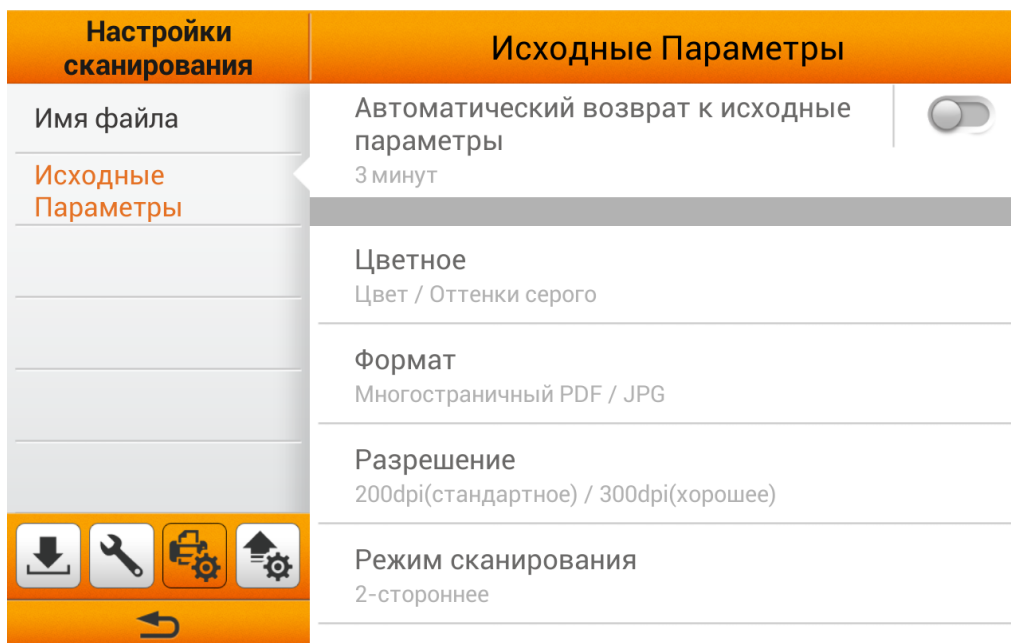 Настройки
сканирования
Исходные Параметры
Имя файла
Исходные
Параметры
Автоматический возврат к исходные
параметры
3 минут
Цветное
Цвет / Оттенки серого
Формат
Многостраничный PDF / JPG
Разрешение
200dpi(стандартное) / 300dpi(хорошее)
Режим сканирования
2-стороннее